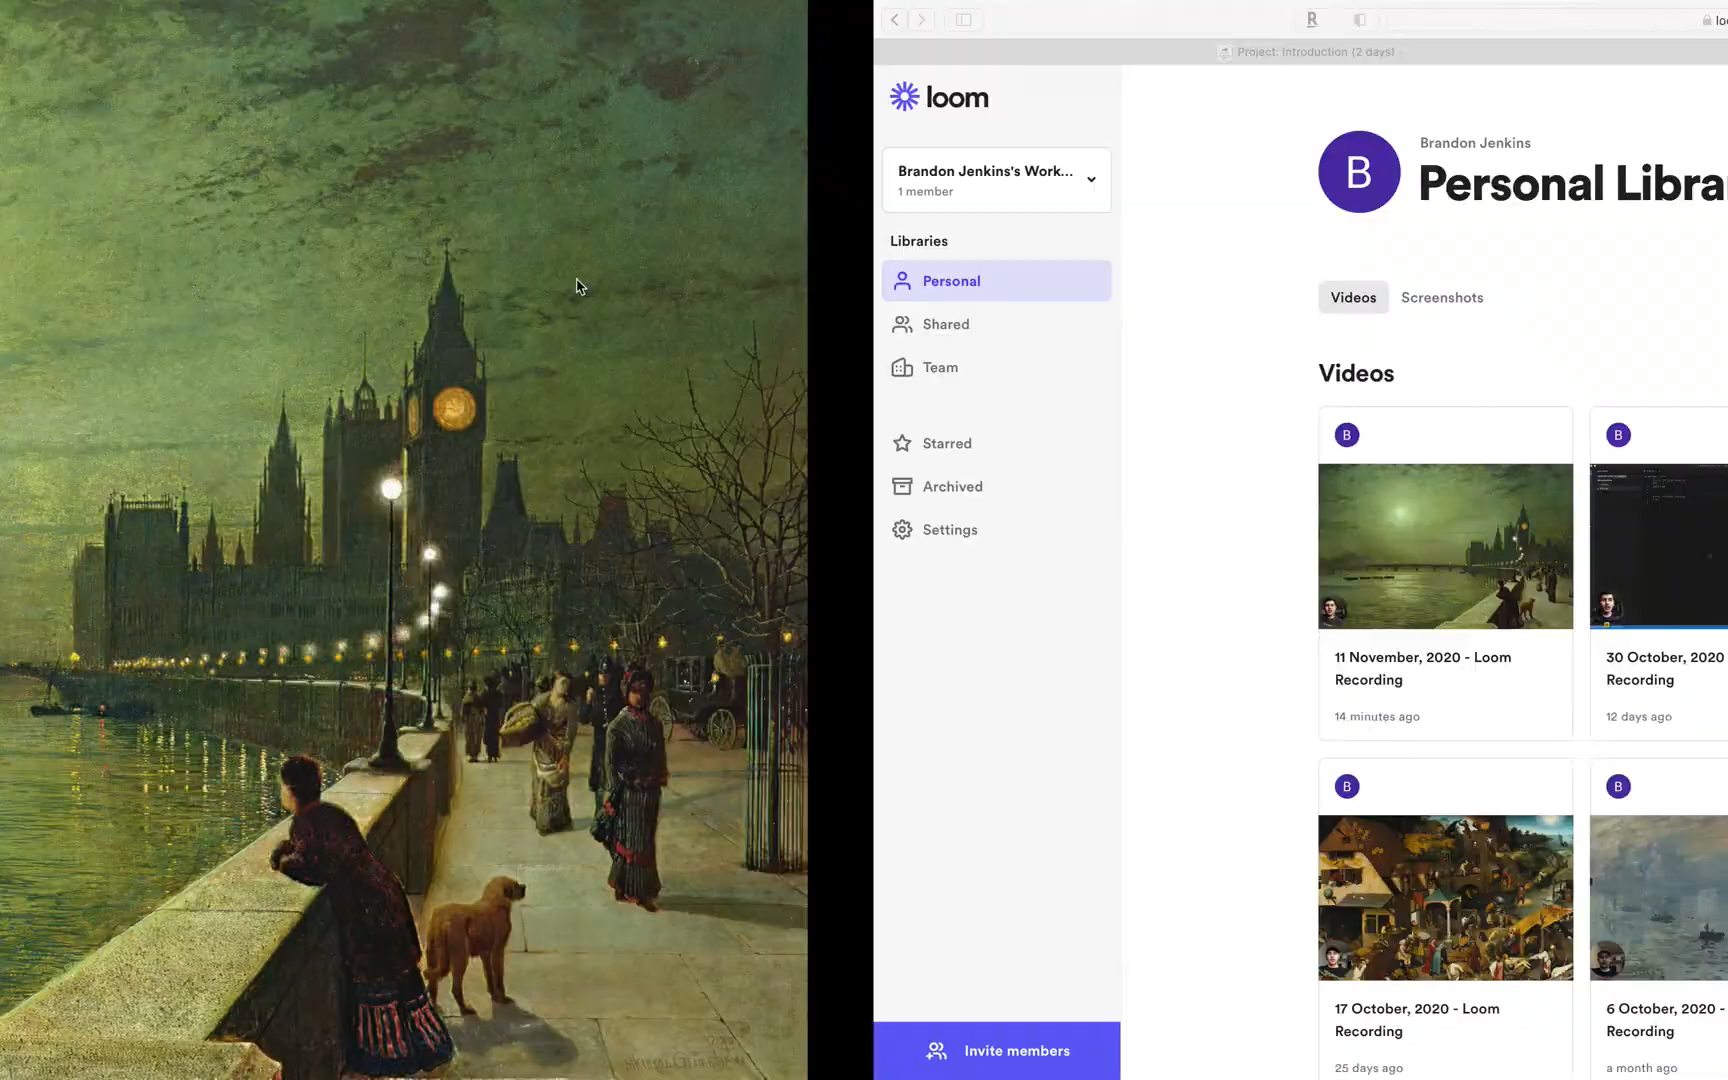 Project: Introduction (2 days)
loom
Brandon Jenkins's Work...
1 member
Libraries
Personal
Shared
Team
Starred
Archived
Settings
Invite members
B
Brandon Jenkins
Personal Libra
Videos
Screenshots
Videos
B
11 November, 2020 - Loom
Recording
14 minutes ago
B
30 October, 2020
Recording
12 days ago
B
17 October, 2020 - Loom
Recording
25 days ago
B
6 October, 2020 -
Recording
a month ago